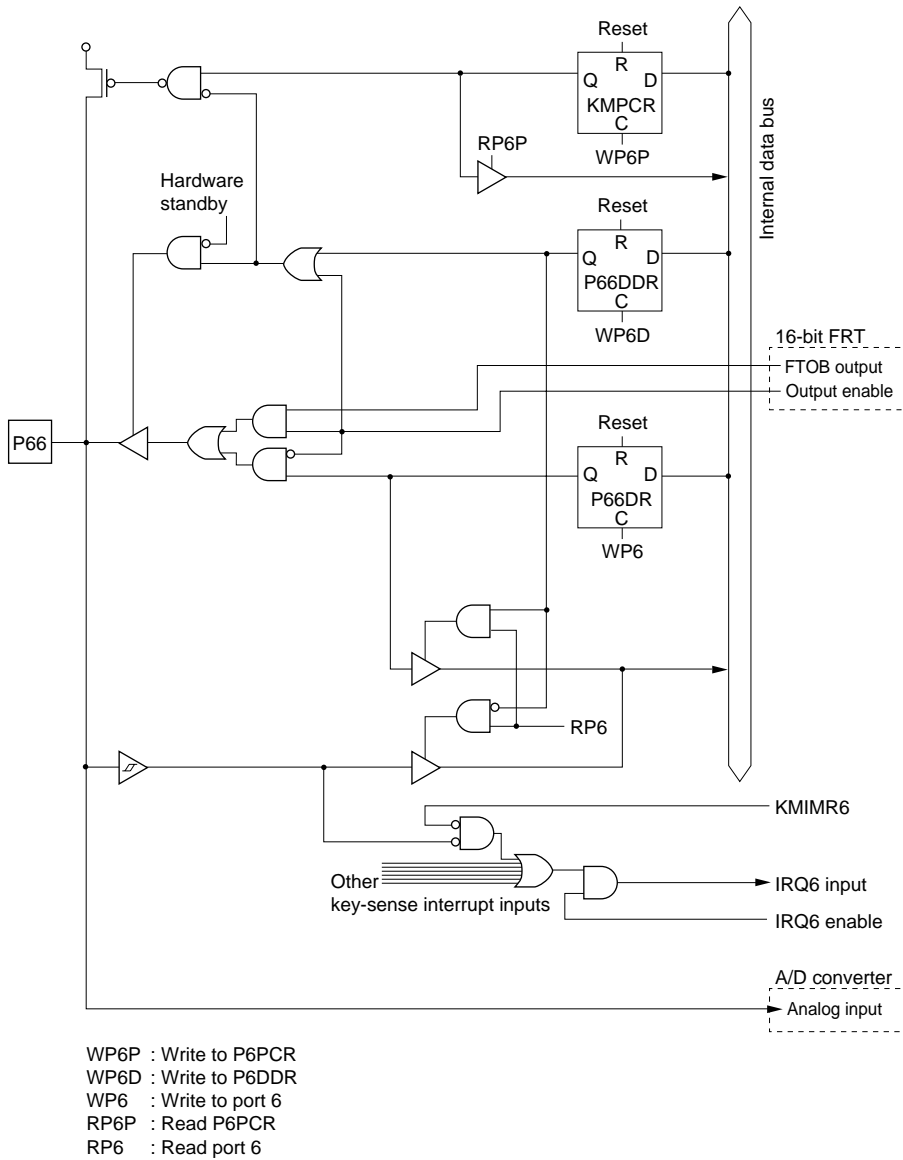 Reset
R
Q D
KMPCR
C
WP6P
RP6P
Internal data bus
Hardware
standby
Reset
R
Q D
P66DDR
C
WP6D
16-bit FRT
FTOB output
Output enable
P66
Reset
R
Q D
P66DR
C
WP6
RP6
KMIMR6
Other
key-sense interrupt inputs
IRQ6 input
IRQ6 enable
A/D converter
Analog input
WP6P : Write to P6PCR
WP6D : Write to P6DDR
WP6 : Write to port 6
RP6P : Read P6PCR
RP6 : Read port 6